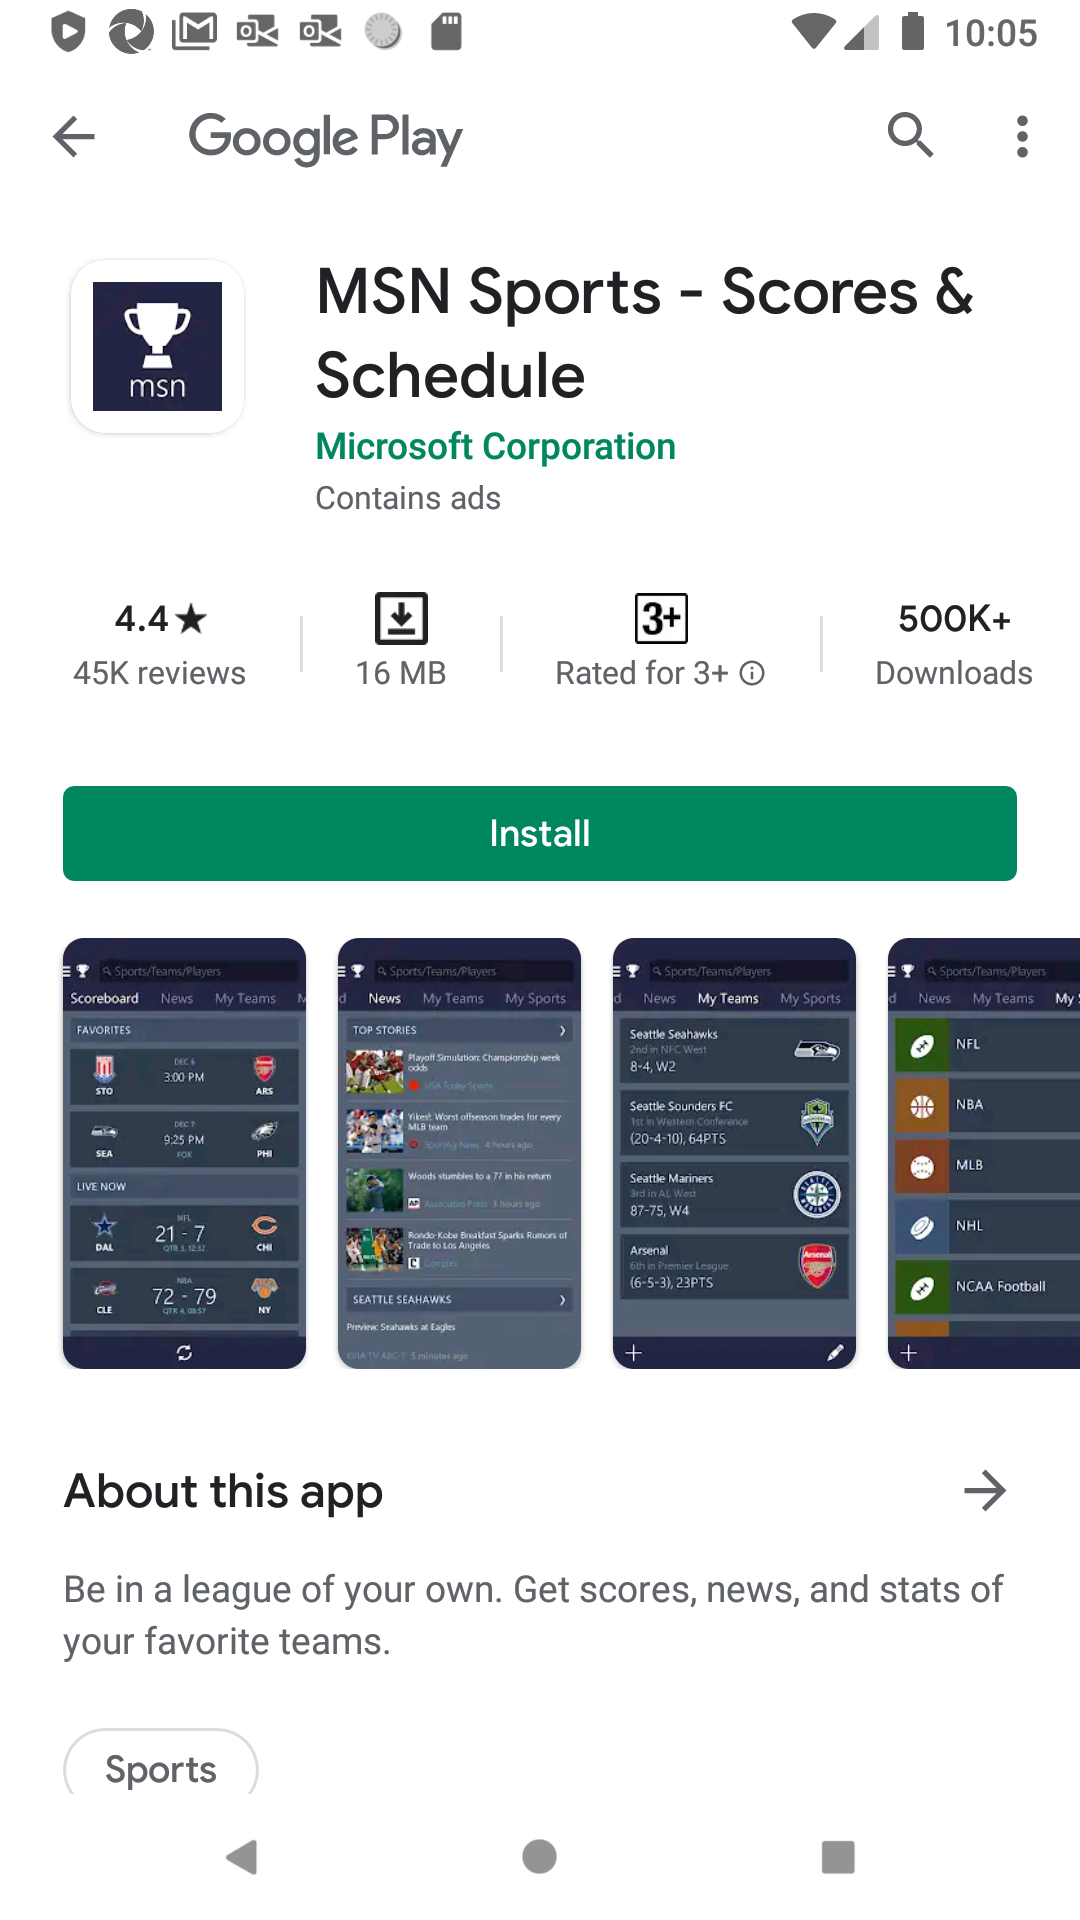 10:05
Google Play
msn
MSN Sports - Scores &
Schedule
Microsoft Corporation
Contains ads
4.4★
45K reviews
16 MB
3+
Rated for 3+
500K+
Downloads
Install
Sports/Teams/Players
Scoreboard News My Teams
FAVORITES
STO DEC 6 3:00 PM ARS
SEA DEC 7 9:25 PM FOX PHI
LIVE NOW
DAL NFL 21 - 7 QTR 3, 12:32 CHI
CLE NBA 72 - 79 QTR 4, 08:57 NY
Sports/Teams/Players
News My Teams My Sports
TOP STORIES
Playoff Simulation: Championship week
odds
USA Today Sports
Yikes!: Worst offseason trades for every
MLB team
Sporting News 4 hours ago
Woods stumbles to a 77 in his return
AP Associated Press 3 hours ago
Rondo-Kobe Breakfast Sparks Rumors of
Trade to Los Angeles
C Complex
SEATTLE SEAHAWKS
Preview: Seahawks at Eagles
KVIA TV ABC-7 5 minutes ago
Sports/Teams/Players
News My Teams My Sports
Seattle Seahawks
2nd in NFC West
8-4, W2
Seattle Sounders FC
1st in Western Conference
(20-4-10), 64PTS
Seattle Mariners
3rd in AL West
87-75, W4
Arsenal
6th in Premier League
(6-5-3), 23PTS
Sports/Teams/Players
News My Teams My
NFL
NBA
MLB
NHL
NCAA Football
About this app
Be in a league of your own. Get scores, news, and stats of
your favorite teams.
Sports